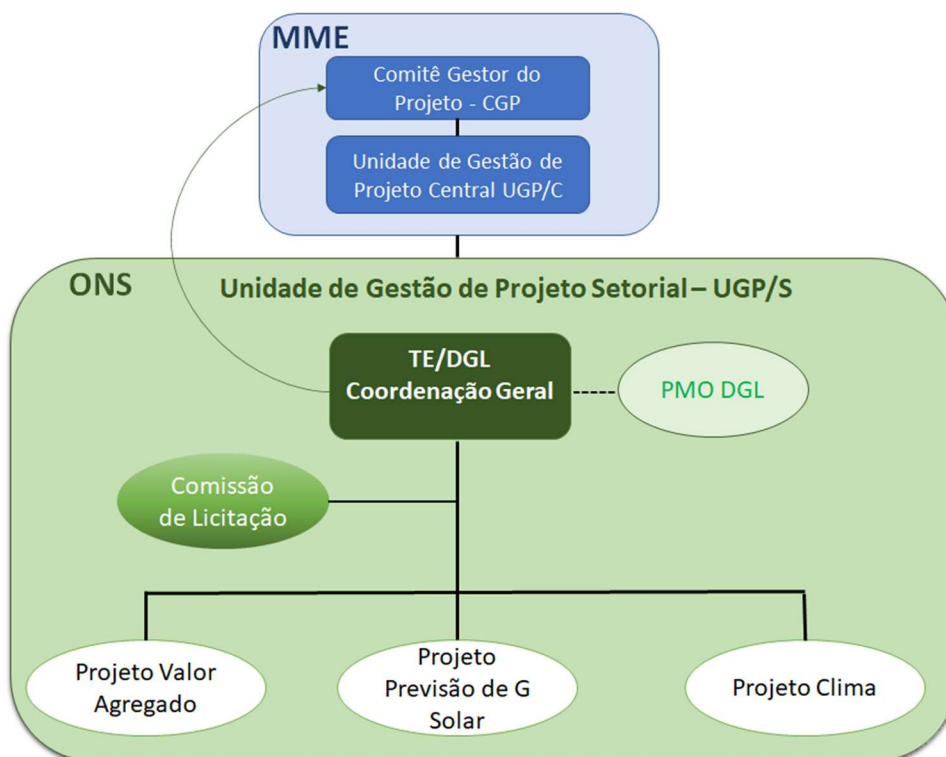 MME
Comitê Gestor do
Projeto - CGP
Unidade de Gestão de
Projeto Central UGP/C
ONS
Unidade de Gestão de Projeto Setorial – UGP/S
TE/DGL
Coordenação Geral
PMO DGL
Comissão
de Licitação
Projeto Valor
Agregado
Projeto
Previsão de G
Solar
Projeto Clima